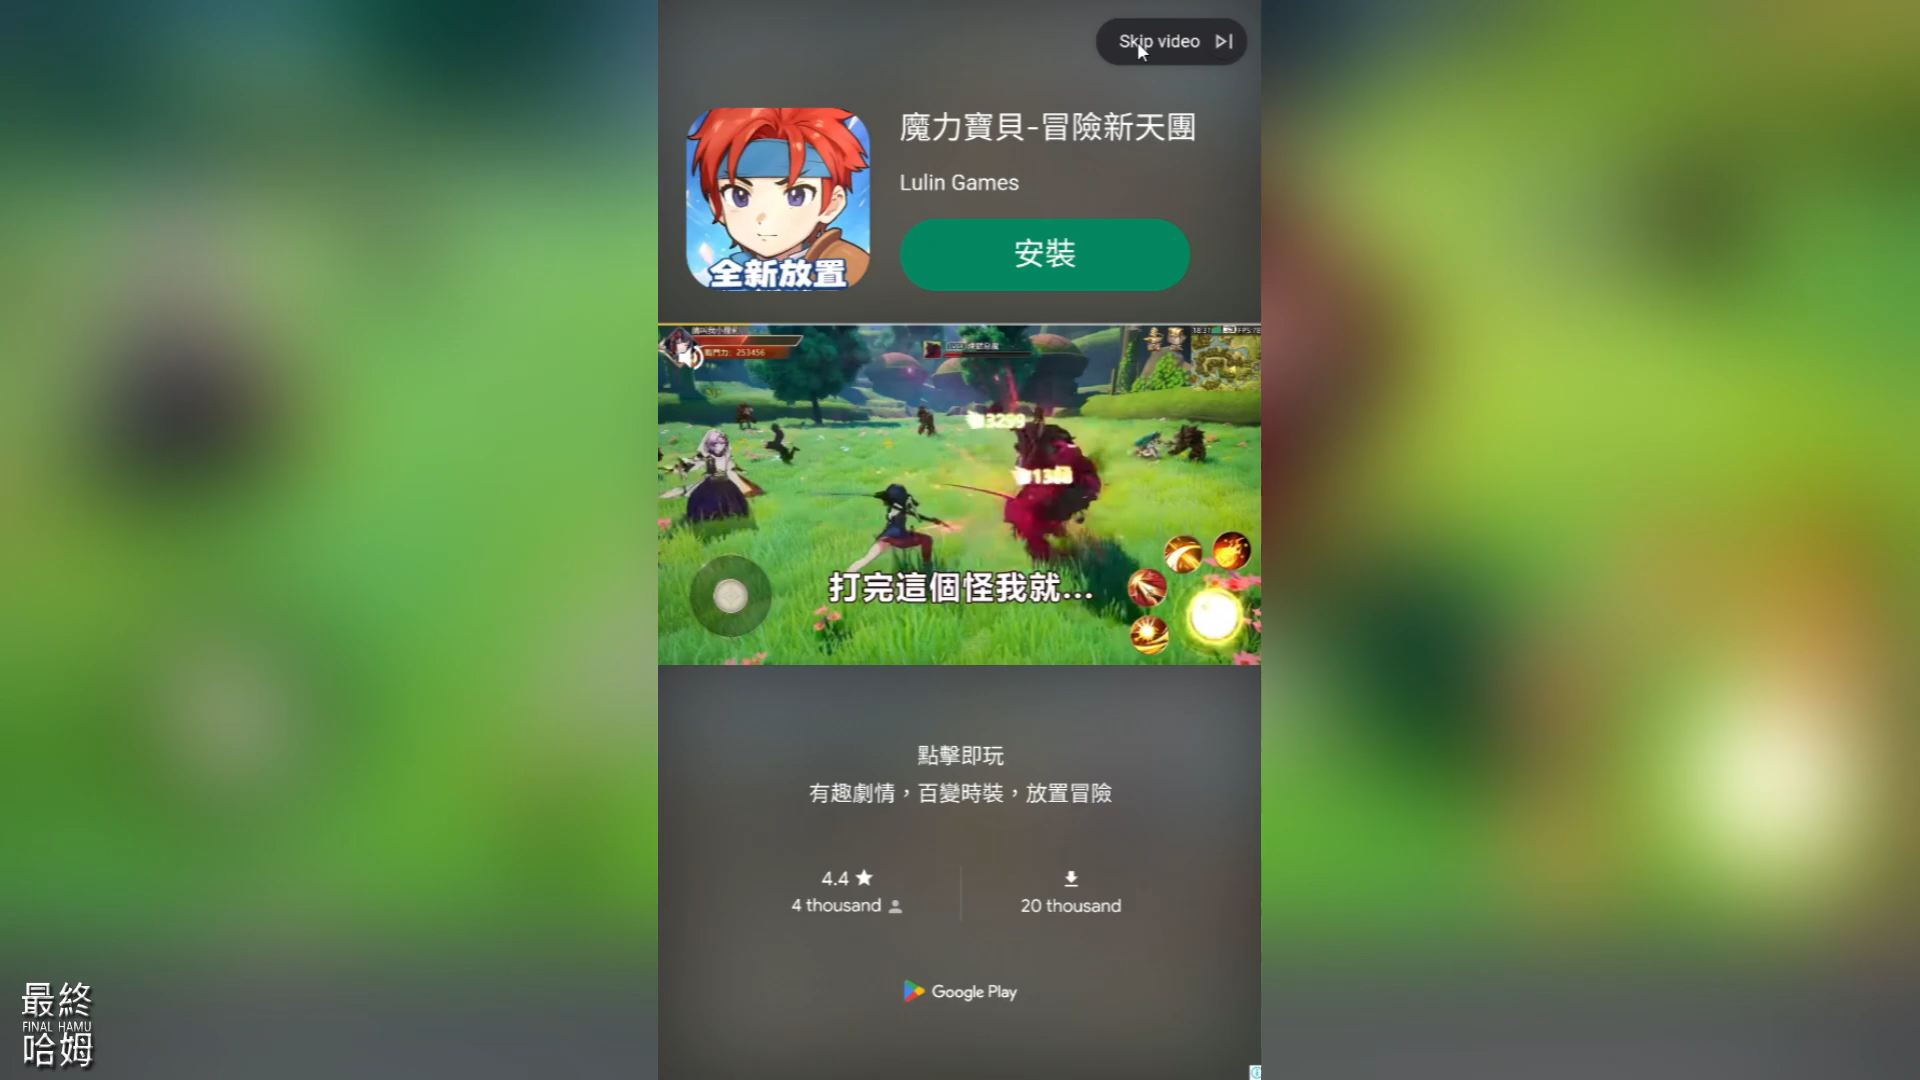 Skip video
魔力寶貝-冒險新天團
Lulin Games
安裝
全新放置
253456
3259
打完這個怪我就...
點擊即玩
有趣劇情，百變時裝，放置冒險
4.4
4 thousand
20 thousand
Google Play
最終
FINAL HAMU
哈姆